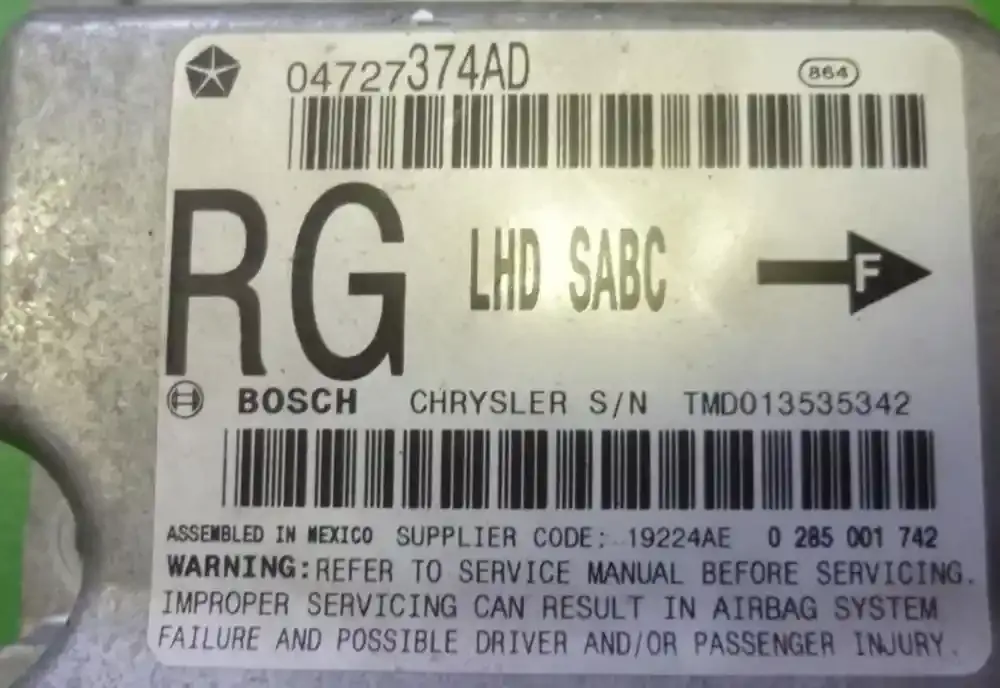 04727374AD 864
RG LHD SABC F
BOSCH CHRYSLER S/N TMD013535342
ASSEMBLED IN MEXICO SUPPLIER CODE: 19224AE 0 285 001 742
WARNING:REFER TO SERVICE MANUAL BEFORE SERVICING.
IMPROPER SERVICING CAN RESULT IN AIRBAG SYSTEM
FAILURE AND POSSIBLE DRIVER AND/OR PASSENGER INJURY.